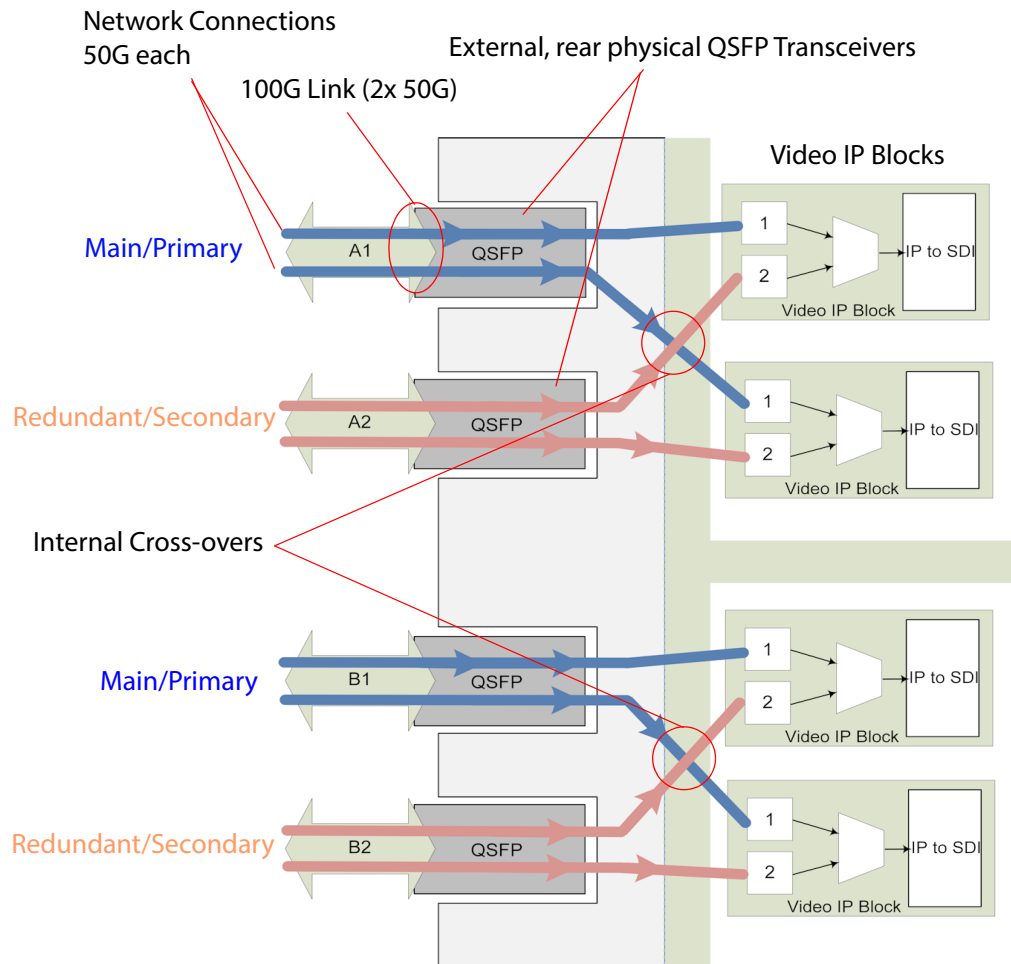 Network Connections
50G each
External, rear physical QSFP Transceivers
100G Link (2x 50G)
Video IP Blocks
Main/Primary
A1
QSFP
1
2
IP to SDI
Video IP Block
Redundant/Secondary
A2
QSFP
1
2
IP to SDI
Video IP Block
Internal Cross-overs
Main/Primary
B1
QSFP
1
2
IP to SDI
Video IP Block
Redundant/Secondary
B2
QSFP
1
2
IP to SDI
Video IP Block